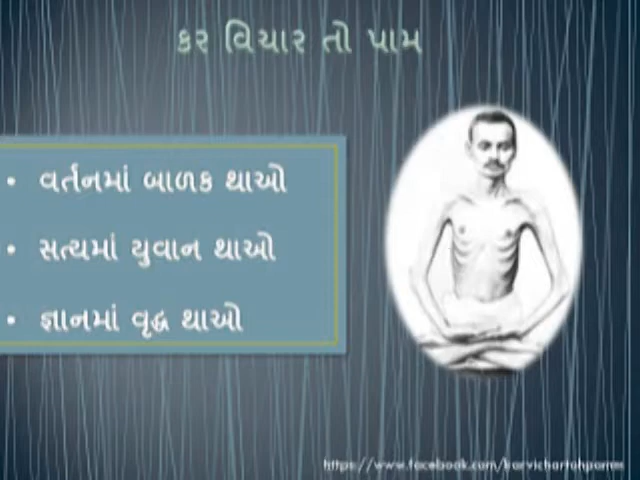 કર વિચાર તો પામ
• વર્તનમાં બાળક થાઓ
• સત્યમાં યુવાન થાઓ
• જ્ઞાનમાં વૃદ્ધ થાઓ
https://www.facebook.com/karvichartohpamm